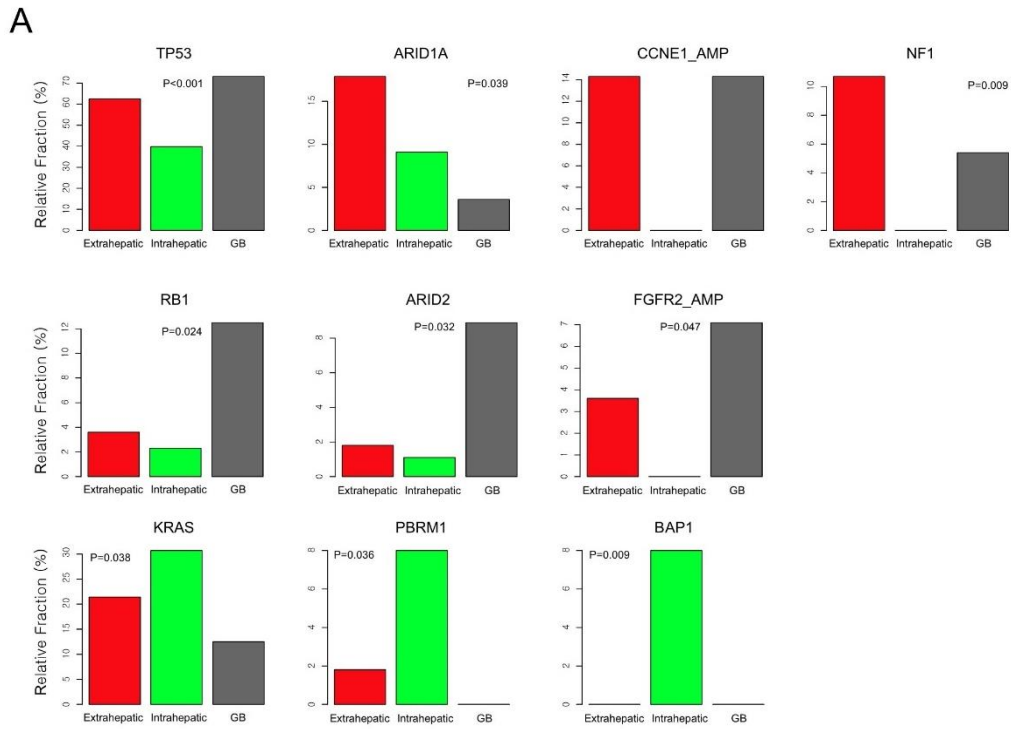 A
TP53
ARID1A
CCNE1_AMP
NF1
Relative Fraction (%)
0 10 20 30 40 50 60 70
P<0.001
Extrahepatic Intrahepatic GB
0 5 10 15
P=0.039
Extrahepatic Intrahepatic GB
0 2 4 6 8 10 12 14
Extrahepatic Intrahepatic GB
0 2 4 6 8 10
P=0.009
Extrahepatic Intrahepatic GB
RB1
ARID2
FGFR2_AMP
Relative Fraction (%)
0 2 4 6 8 10 12
P=0.024
Extrahepatic Intrahepatic GB
0 2 4 6 8
P=0.032
Extrahepatic Intrahepatic GB
0 1 2 3 4 5 6 7
P=0.047
Extrahepatic Intrahepatic GB
KRAS
PBRM1
BAP1
Relative Fraction (%)
0 5 10 15 20 25 30
P=0.038
Extrahepatic Intrahepatic GB
0 2 4 6 8
P=0.036
Extrahepatic Intrahepatic GB
0 2 4 6 8
P=0.009
Extrahepatic Intrahepatic GB